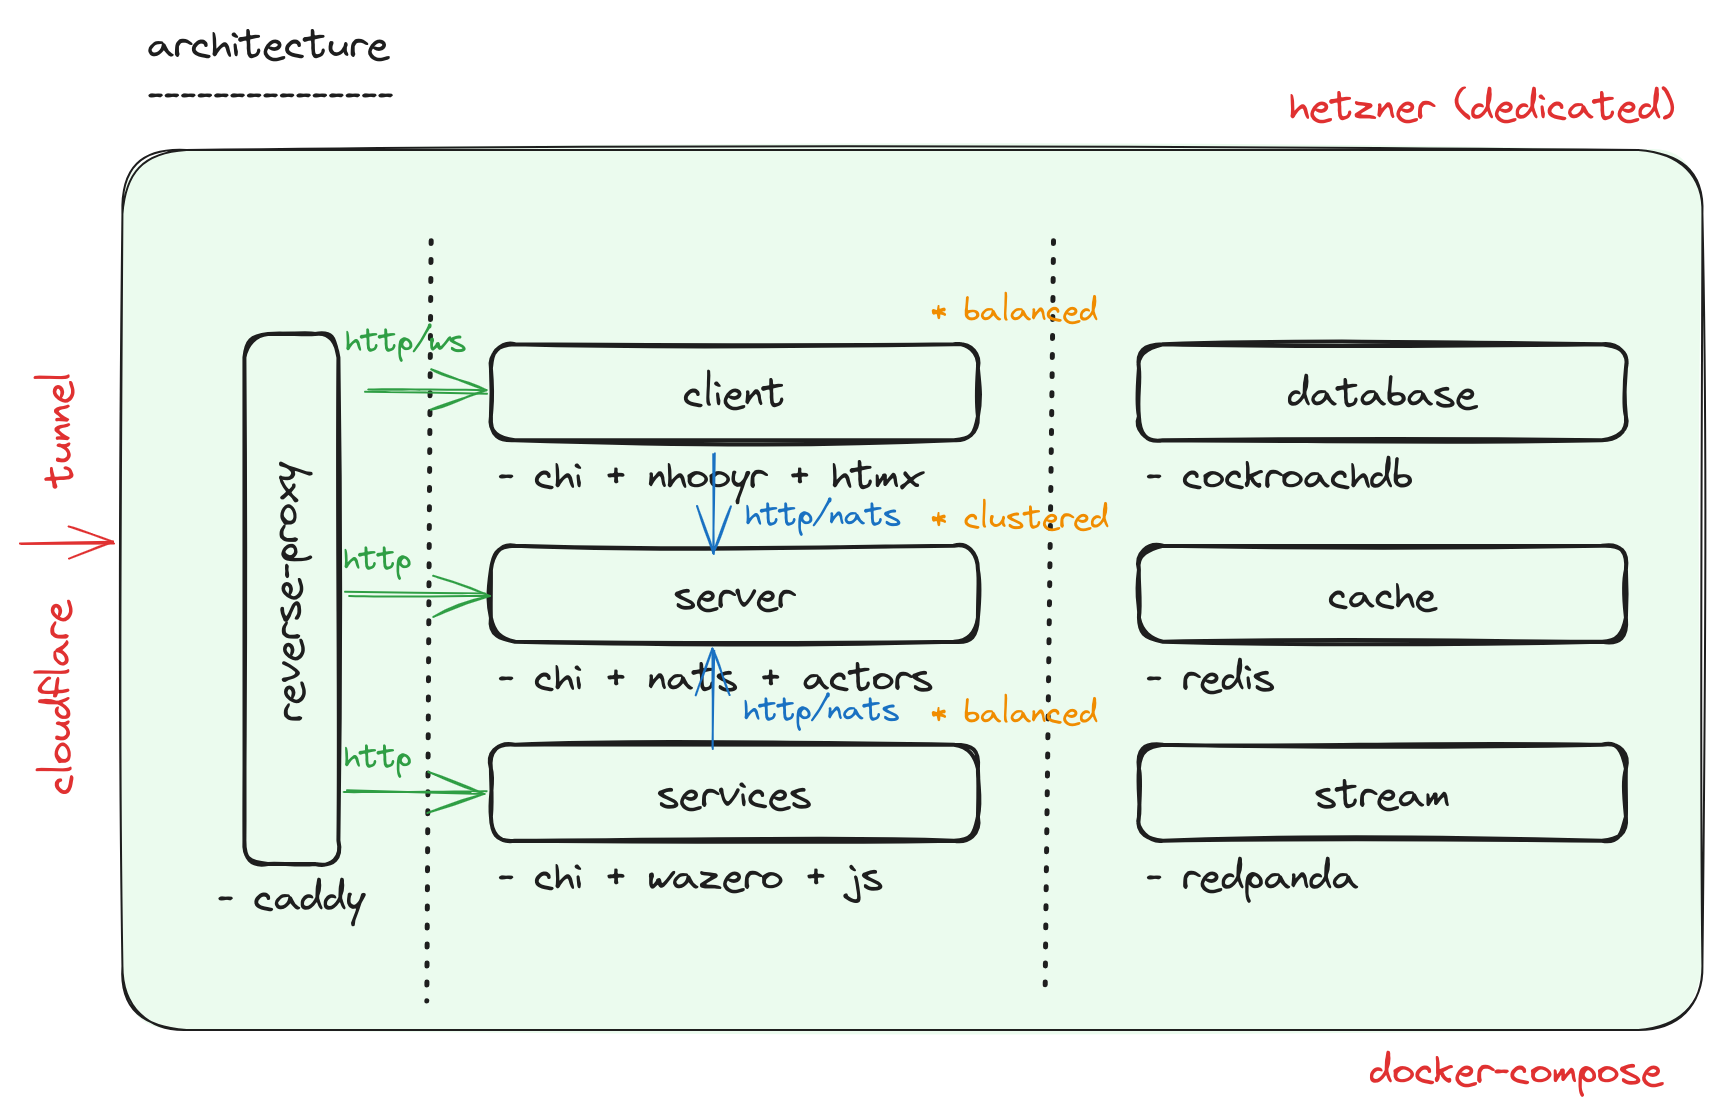 architecture
---------------
hetzner (dedicated)
cloudflare tunnel
reverse-proxy
- caddy
http/ws
http
http
* balanced
client
- chi + nhooyr + htmx
http/nats
* clustered
server
- chi + nats + actors
http/nats
* balanced
services
- chi + wazero + js
database
- cockroachdb
cache
- redis
stream
- redpanda
docker-compose